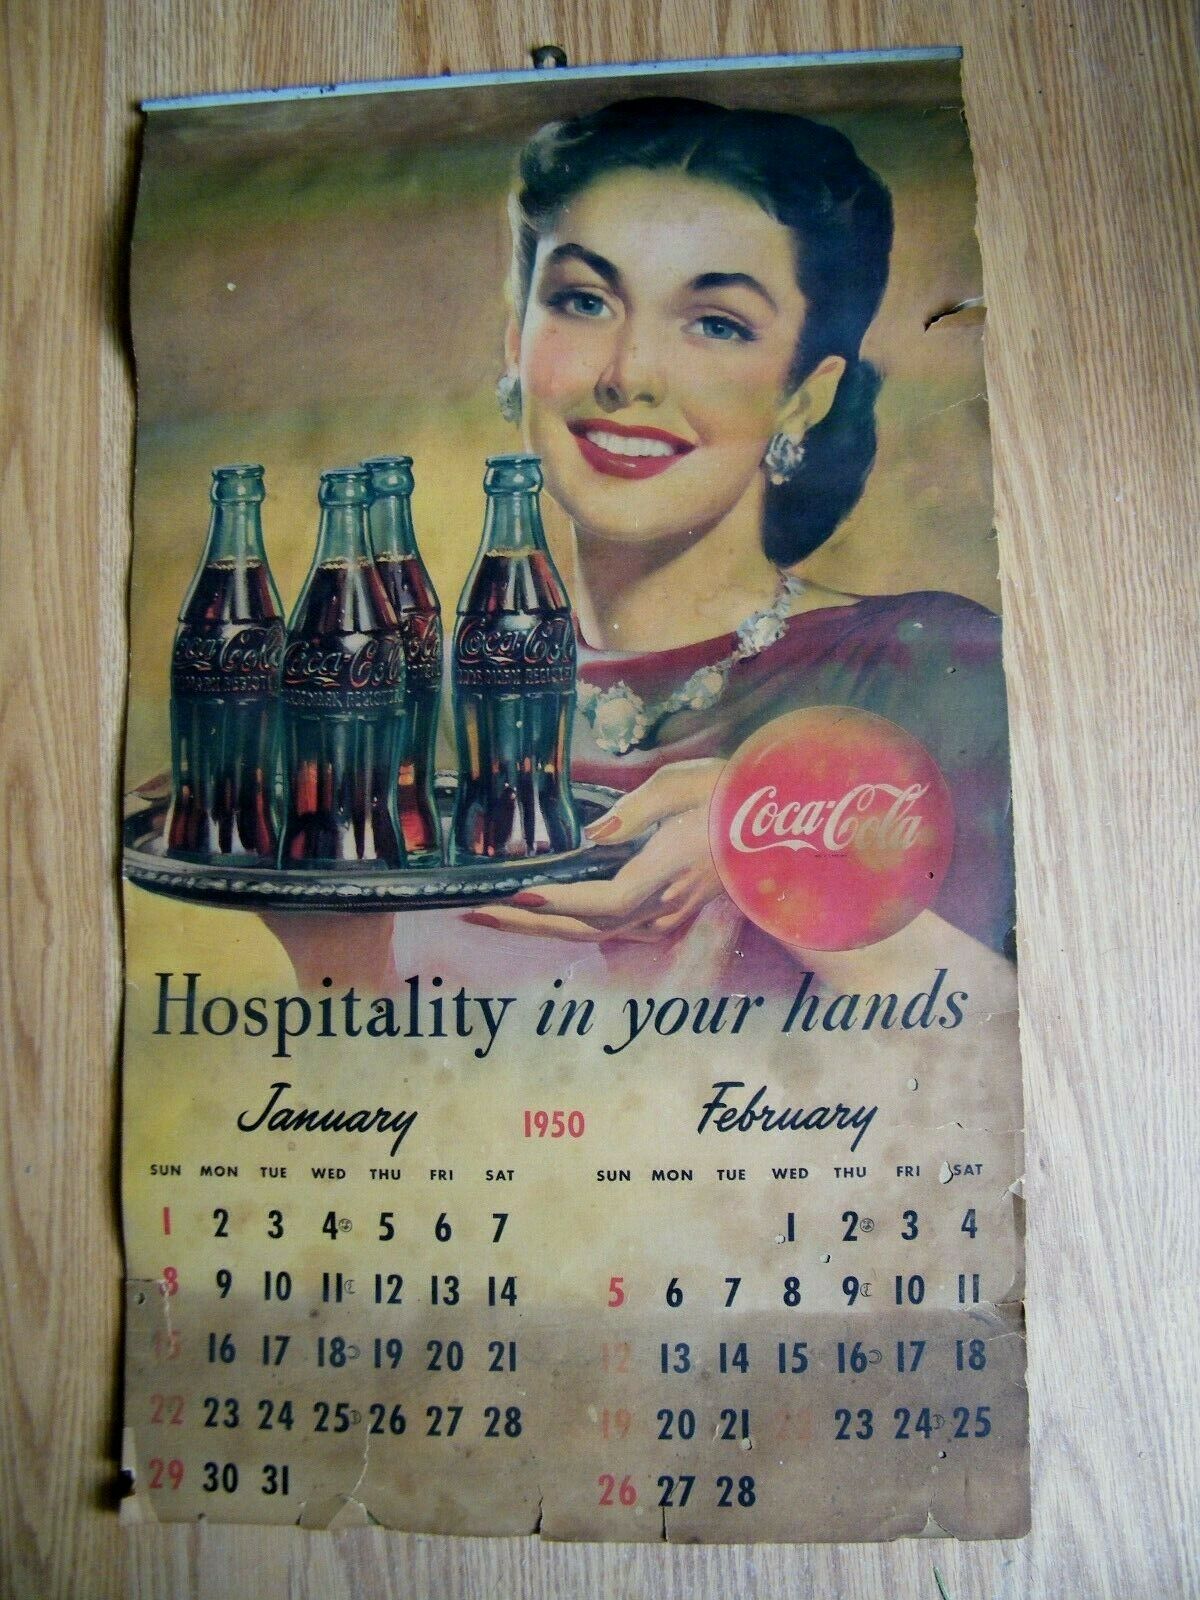 Coca-Cola
Coca-Cola
Coca-Cola
Coca-Cola
Hospitality in your hands
January 1950 February
SUN MON TUE WED THU FRI SAT SUN MON TUE WED THU FRI SAT
1 2 3 4 5 6 7 1 2 3 4
8 9 10 11 12 13 14 5 6 7 8 9 10 11
15 16 17 18 19 20 21 12 13 14 15 16 17 18
22 23 24 25 26 27 28 19 20 21 22 23 24 25
29 30 31 26 27 28